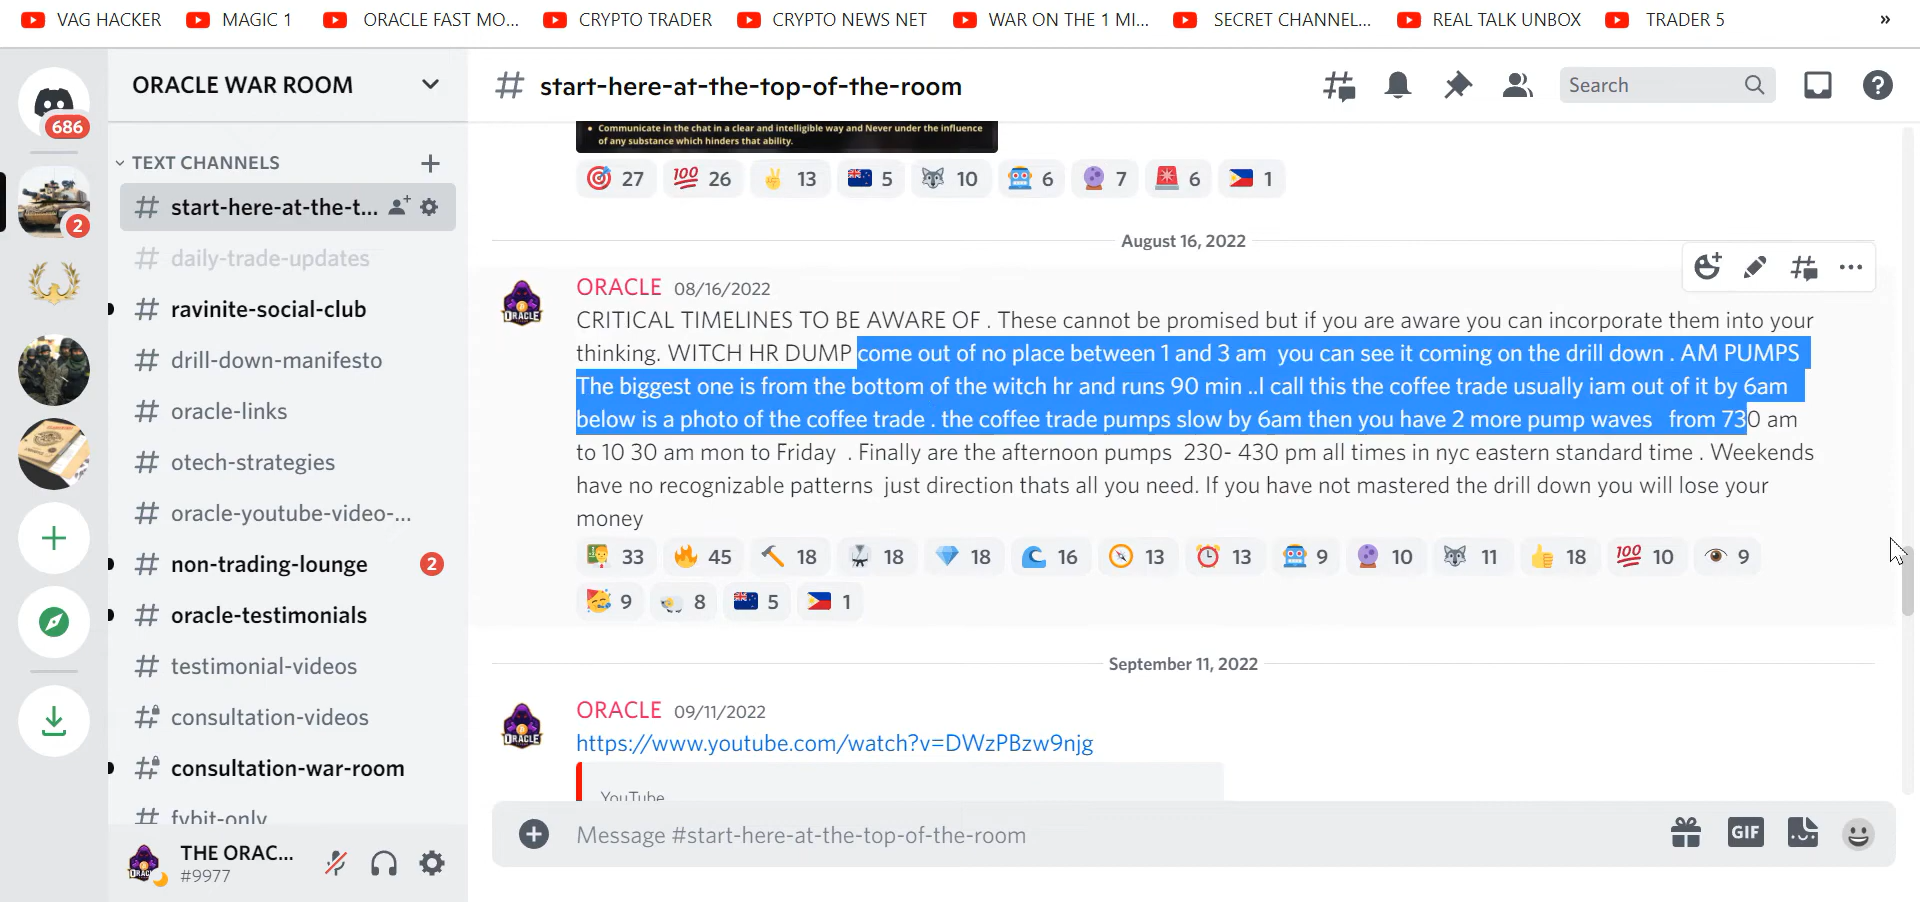 VAG HACKER MAGIC 1 ORACLE FAST MO... CRYPTO TRADER CRYPTO NEWS NET WAR ON THE 1 MI... SECRET CHANNEL... REAL TALK UNBOX TRADER 5 »
686
2
ORACLE WAR ROOM
TEXT CHANNELS
# start-here-at-the-t...
# daily-trade-updates
# ravinite-social-club
# drill-down-manifesto
# oracle-links
# otech-strategies
# oracle-youtube-video-...
# non-trading-lounge 2
# oracle-testimonials
# testimonial-videos
# consultation-videos
# consultation-war-room
# fybit-only
THE ORAC...
#9977
# start-here-at-the-top-of-the-room
Search
• Communicate in the chat in a clear and intelligible way and Never under the influence
of any substance which hinders that ability.
27 100 26 13 5 10 6 7 6 1
August 16, 2022
ORACLE 08/16/2022
CRITICAL TIMELINES TO BE AWARE OF . These cannot be promised but if you are aware you can incorporate them into your
thinking. WITCH HR DUMP come out of no place between 1 and 3 am  you can see it coming on the drill down . AM PUMPS
The biggest one is from the bottom of the witch hr and runs 90 min ..I call this the coffee trade usually iam out of it by 6am
below is a photo of the coffee trade . the coffee trade pumps slow by 6am then you have 2 more pump waves   from 730 am
to 10 30 am mon to Friday  . Finally are the afternoon pumps  230- 430 pm all times in nyc eastern standard time . Weekends
have no recognizable patterns  just direction thats all you need. If you have not mastered the drill down you will lose your
money
33 45 18 18 18 16 13 13 9 10 11 18 100 10 9
9 8 5 1
September 11, 2022
ORACLE 09/11/2022
https://www.youtube.com/watch?v=DWzPBzw9njg
YouTube
Message #start-here-at-the-top-of-the-room
GIF
ORACLE
ORACLE